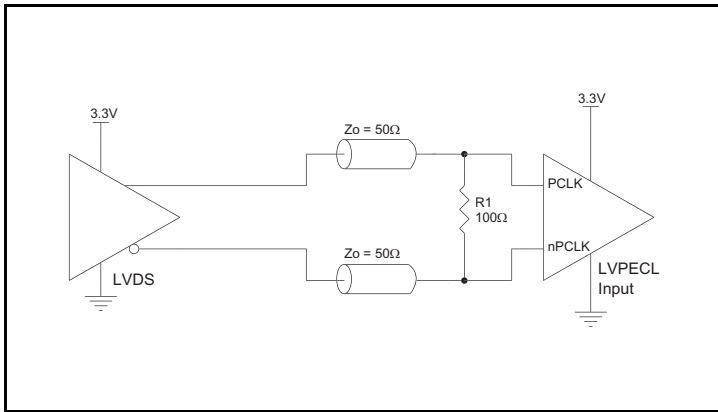 3.3V
3.3V
Zo = 50Ω
PCLK
R1
100Ω
nPCLK
Zo = 50Ω
LVDS
LVPECL
Input